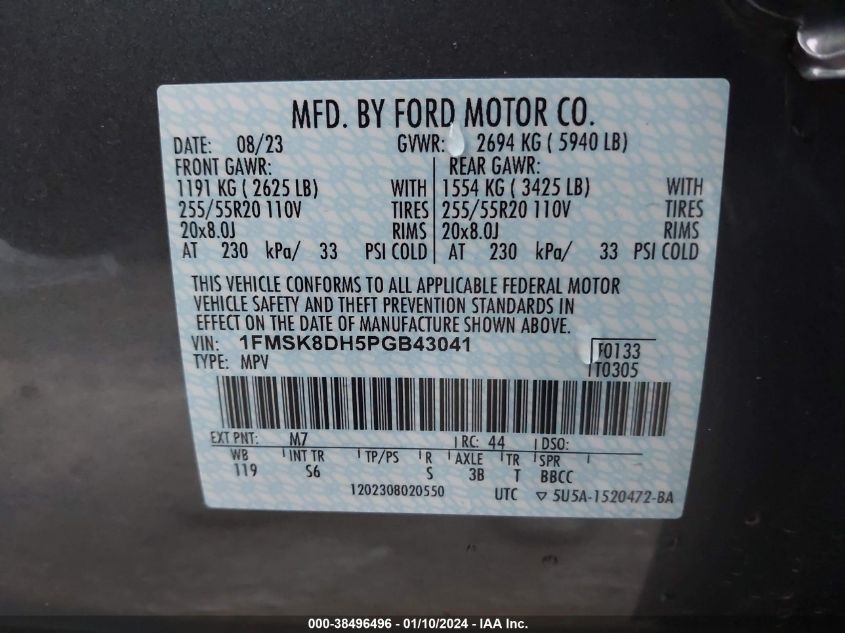 MFD. BY FORD MOTOR CO.
DATE: 08/23 GVWR: 2694 KG ( 5940 LB)
FRONT GAWR: REAR GAWR:
1191 KG ( 2625 LB) WITH 1554 KG ( 3425 LB) WITH
255/55R20 110V TIRES 255/55R20 110V TIRES
20x8.0J RIMS 20x8.0J RIMS
AT 230 kPa/ 33 PSI COLD AT 230 kPa/ 33 PSI COLD
THIS VEHICLE CONFORMS TO ALL APPLICABLE FEDERAL MOTOR
VEHICLE SAFETY AND THEFT PREVENTION STANDARDS IN
EFFECT ON THE DATE OF MANUFACTURE SHOWN ABOVE.
VIN: 1FMSK8DH5PGB43041 F0133
TYPE: MPV T0305
EXT PNT: M7 RC: 44 DSO:
WB INT TR TP/PS R AXLE TR SPR
119 S6 S 3B T BBCC
1202308020550 UTC ▽ 5U5A-1520472-BA
000-38496496 - 01/10/2024 - IAA Inc.